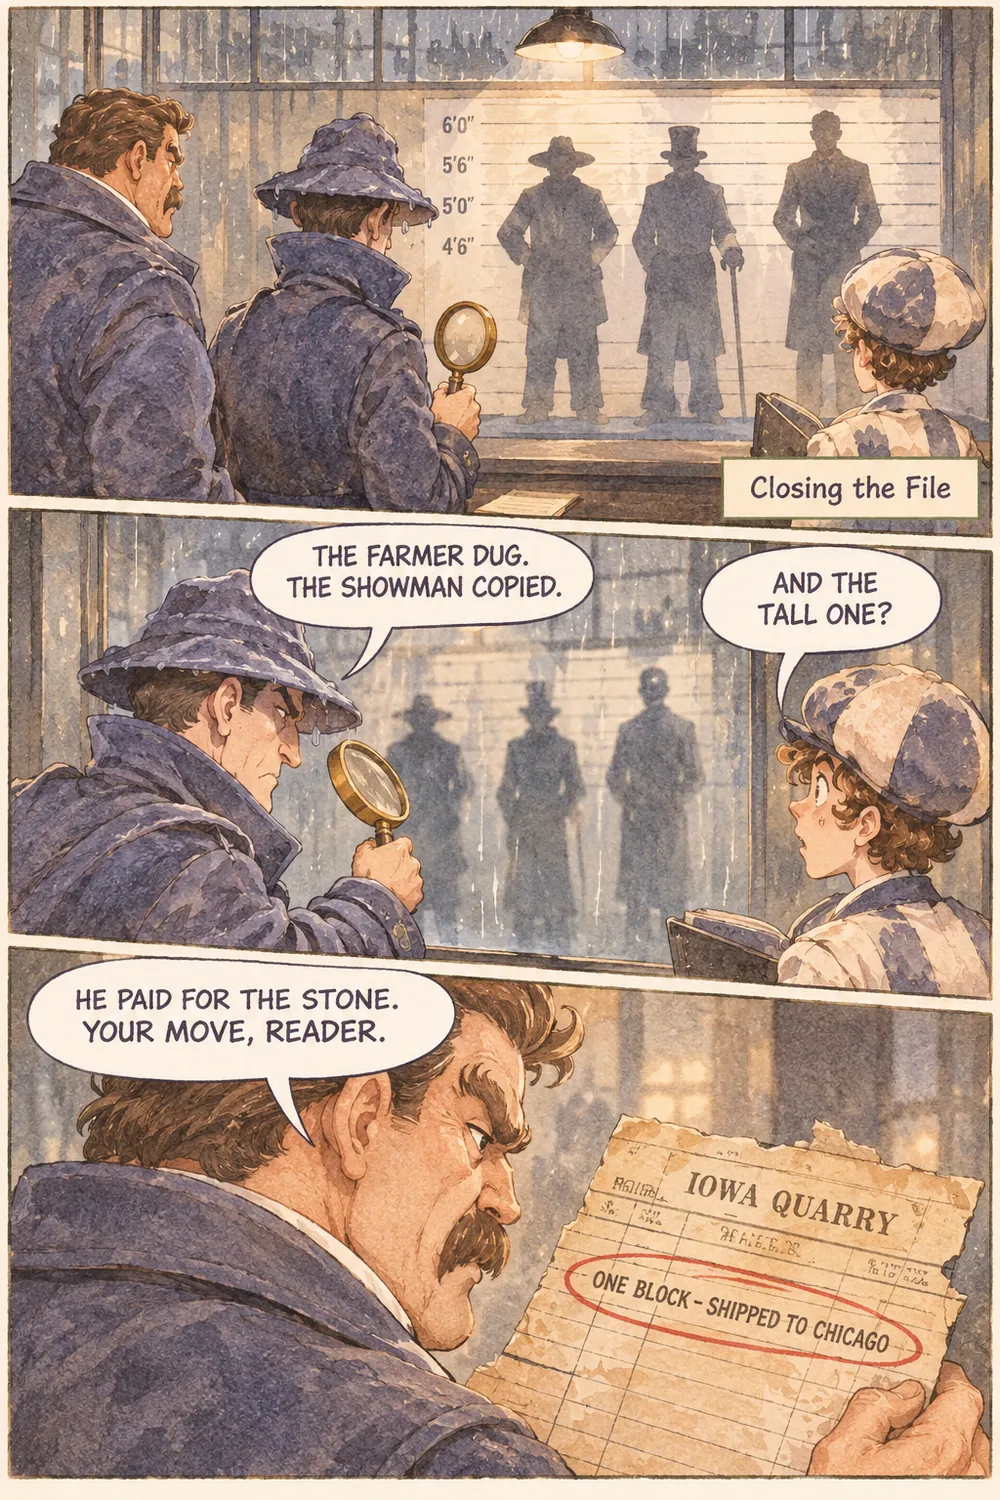 6'0"
5'6"
5'0"
4'6"
Closing the File
THE FARMER DUG.
THE SHOWMAN COPIED.
AND THE
TALL ONE?
HE PAID FOR THE STONE.
YOUR MOVE, READER.
IOWA QUARRY
ONE BLOCK – SHIPPED TO CHICAGO